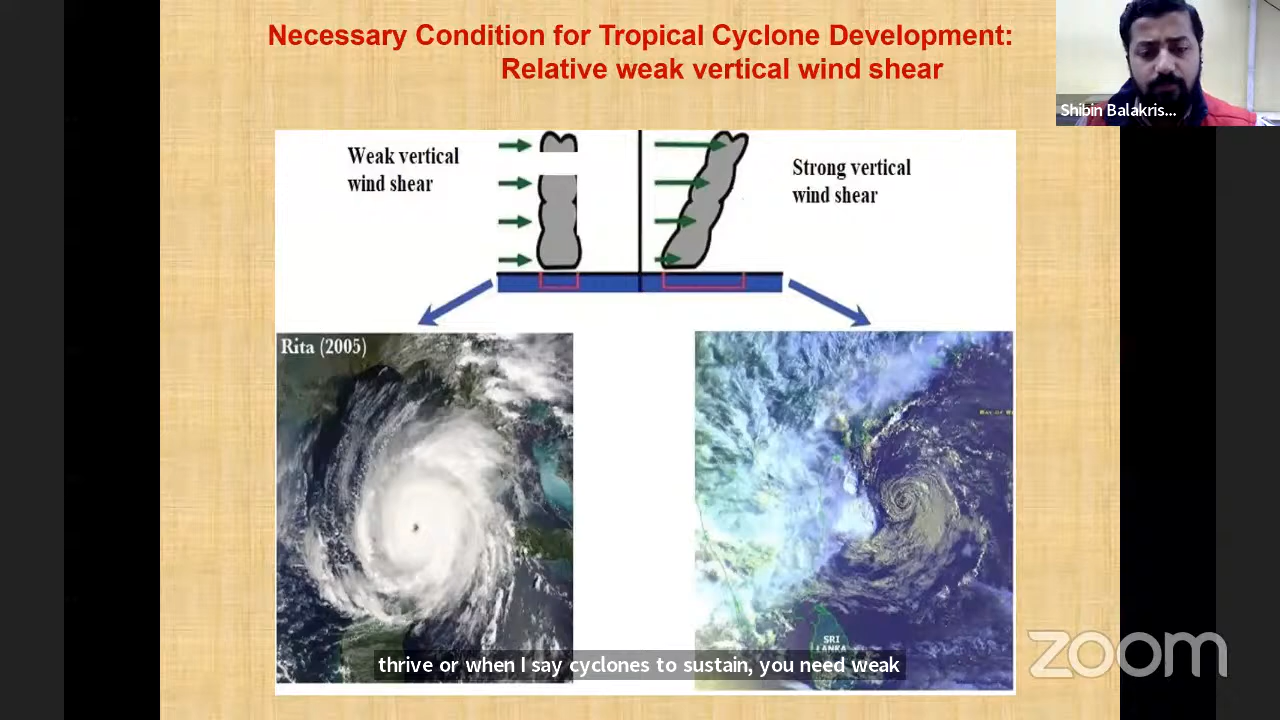 Necessary Condition for Tropical Cyclone Development:
Relative weak vertical wind shear
Shibin Balakris...
Weak vertical
wind shear
Strong vertical
wind shear
Rita (2005)
SRI
LANKA
thrive or when I say cyclones to sustain, you need weak
zoom